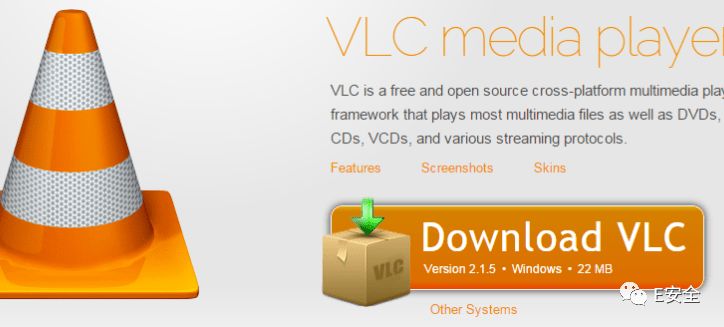 VLC media player
VLC is a free and open source cross-platform multimedia play
framework that plays most multimedia files as well as DVDs,
CDs, VCDs, and various streaming protocols.
Features Screenshots Skins
Download VLC
Version 2.1.5 • Windows • 22 MB
VLC
Other Systems
E安全